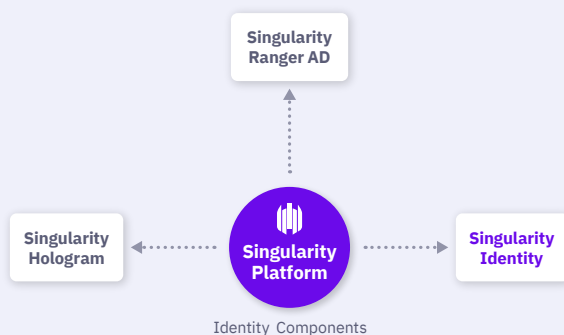 Singularity
Ranger AD
Singularity
Hologram
Singularity
Platform
Singularity
Identity
Identity Components